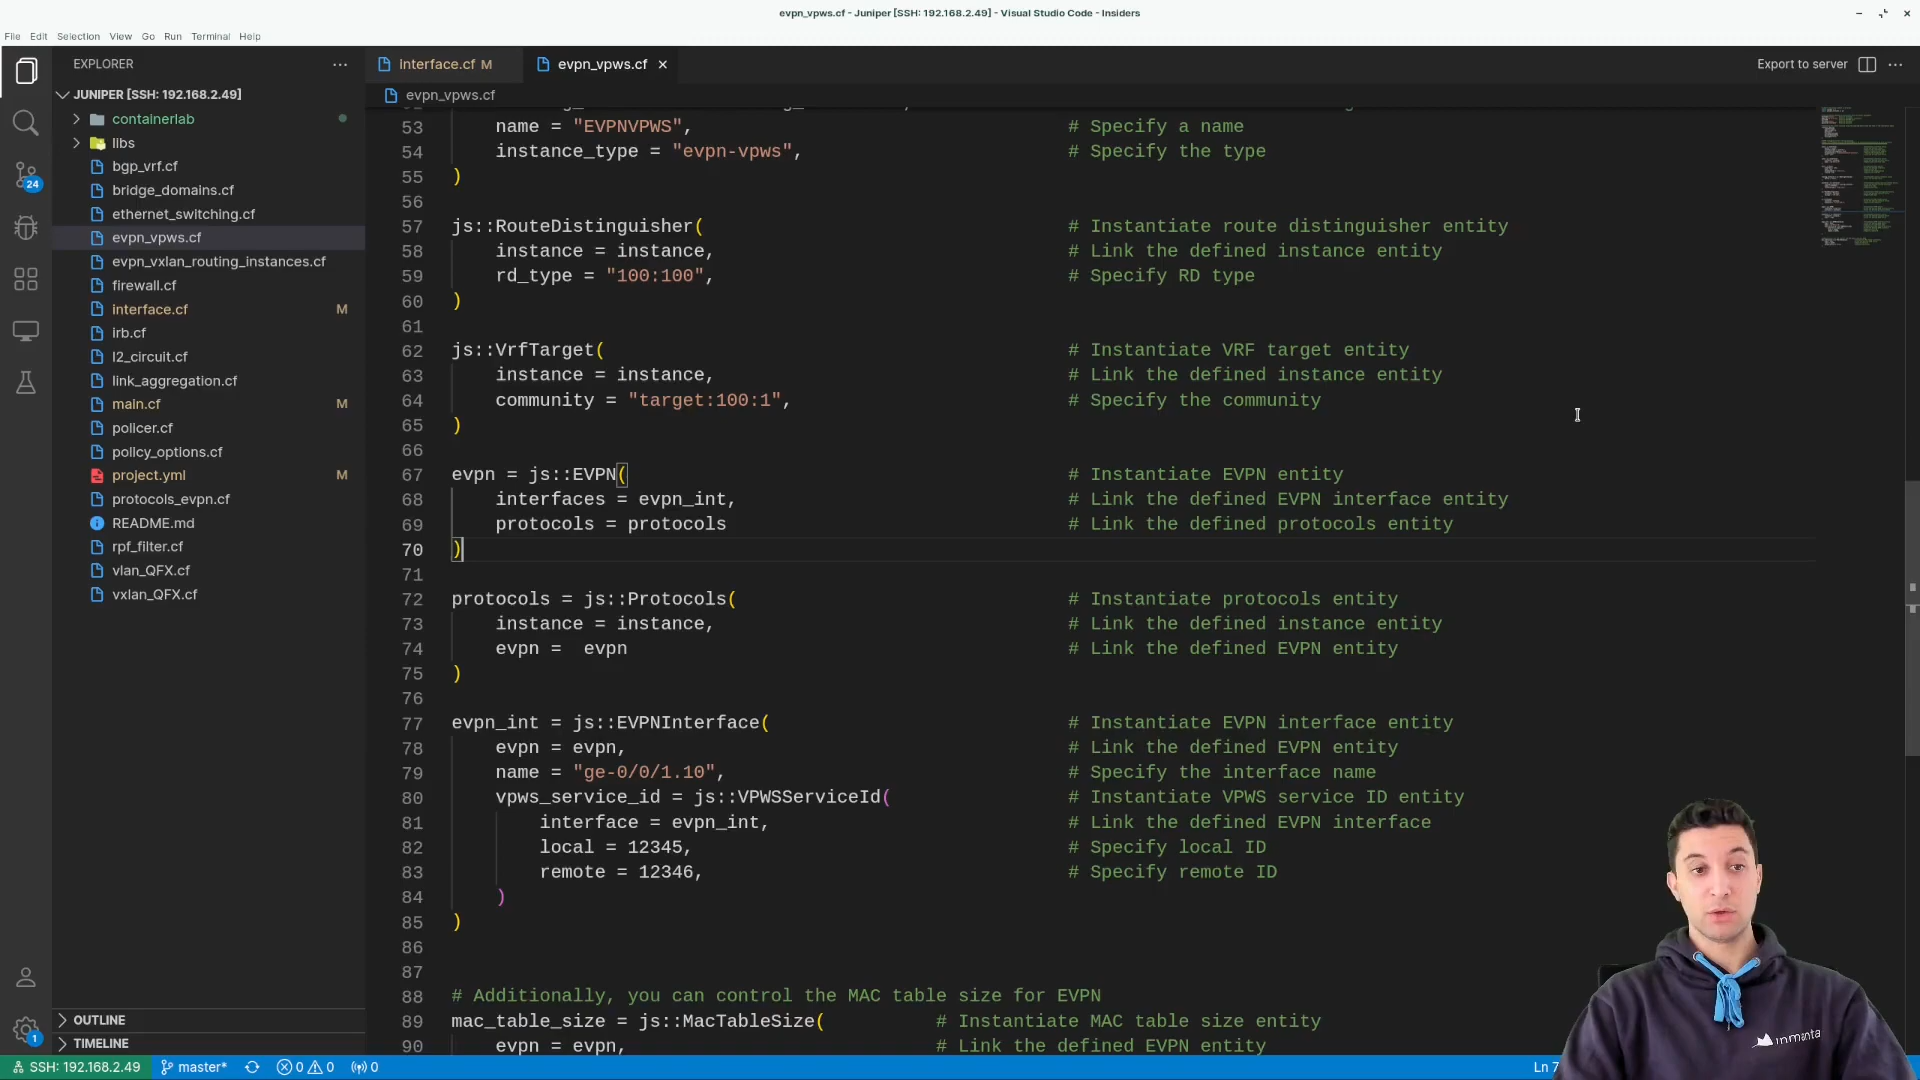 evpn_vpws.cf - Juniper [SSH: 192.168.2.49] - Visual Studio Code - Insiders
File Edit Selection View Go Run Terminal Help
EXPLORER
JUNIPER [SSH: 192.168.2.49]
containerlab
libs
bgp_vrf.cf
bridge_domains.cf
ethernet_switching.cf
evpn_vpws.cf
evpn_vxlan_routing_instances.cf
firewall.cf
interface.cf M
irb.cf
l2_circuit.cf
link_aggregation.cf
main.cf M
policer.cf
policy_options.cf
project.yml M
protocols_evpn.cf
README.md
rpf_filter.cf
vlan_QFX.cf
vxlan_QFX.cf
OUTLINE
TIMELINE
24
1
interface.cf M
evpn_vpws.cf
Export to server
evpn_vpws.cf
53 name = "EVPNVPWS", # Specify a name
54 instance_type = "evpn-vpws", # Specify the type
55 )
56
57 js::RouteDistinguisher( # Instantiate route distinguisher entity
58 instance = instance, # Link the defined instance entity
59 rd_type = "100:100", # Specify RD type
60 )
61
62 js::VrfTarget( # Instantiate VRF target entity
63 instance = instance, # Link the defined instance entity
64 community = "target:100:1", # Specify the community
65 )
66
67 evpn = js::EVPN( # Instantiate EVPN entity
68 interfaces = evpn_int, # Link the defined EVPN interface entity
69 protocols = protocols # Link the defined protocols entity
70 )
71
72 protocols = js::Protocols( # Instantiate protocols entity
73 instance = instance, # Link the defined instance entity
74 evpn =  evpn # Link the defined EVPN entity
75 )
76
77 evpn_int = js::EVPNInterface( # Instantiate EVPN interface entity
78 evpn = evpn, # Link the defined EVPN entity
79 name = "ge-0/0/1.10", # Specify the interface name
80 vpws_service_id = js::VPWSServiceId( # Instantiate VPWS service ID entity
81 interface = evpn_int, # Link the defined EVPN interface
82 local = 12345, # Specify local ID
83 remote = 12346, # Specify remote ID
84 )
85 )
86
87
88 # Additionally, you can control the MAC table size for EVPN
89 mac_table_size = js::MacTableSize( # Instantiate MAC table size entity
90 evpn = evpn, # Link the defined EVPN entity
inmanta
SSH: 192.168.2.49 master* 0 0 0 Ln 7